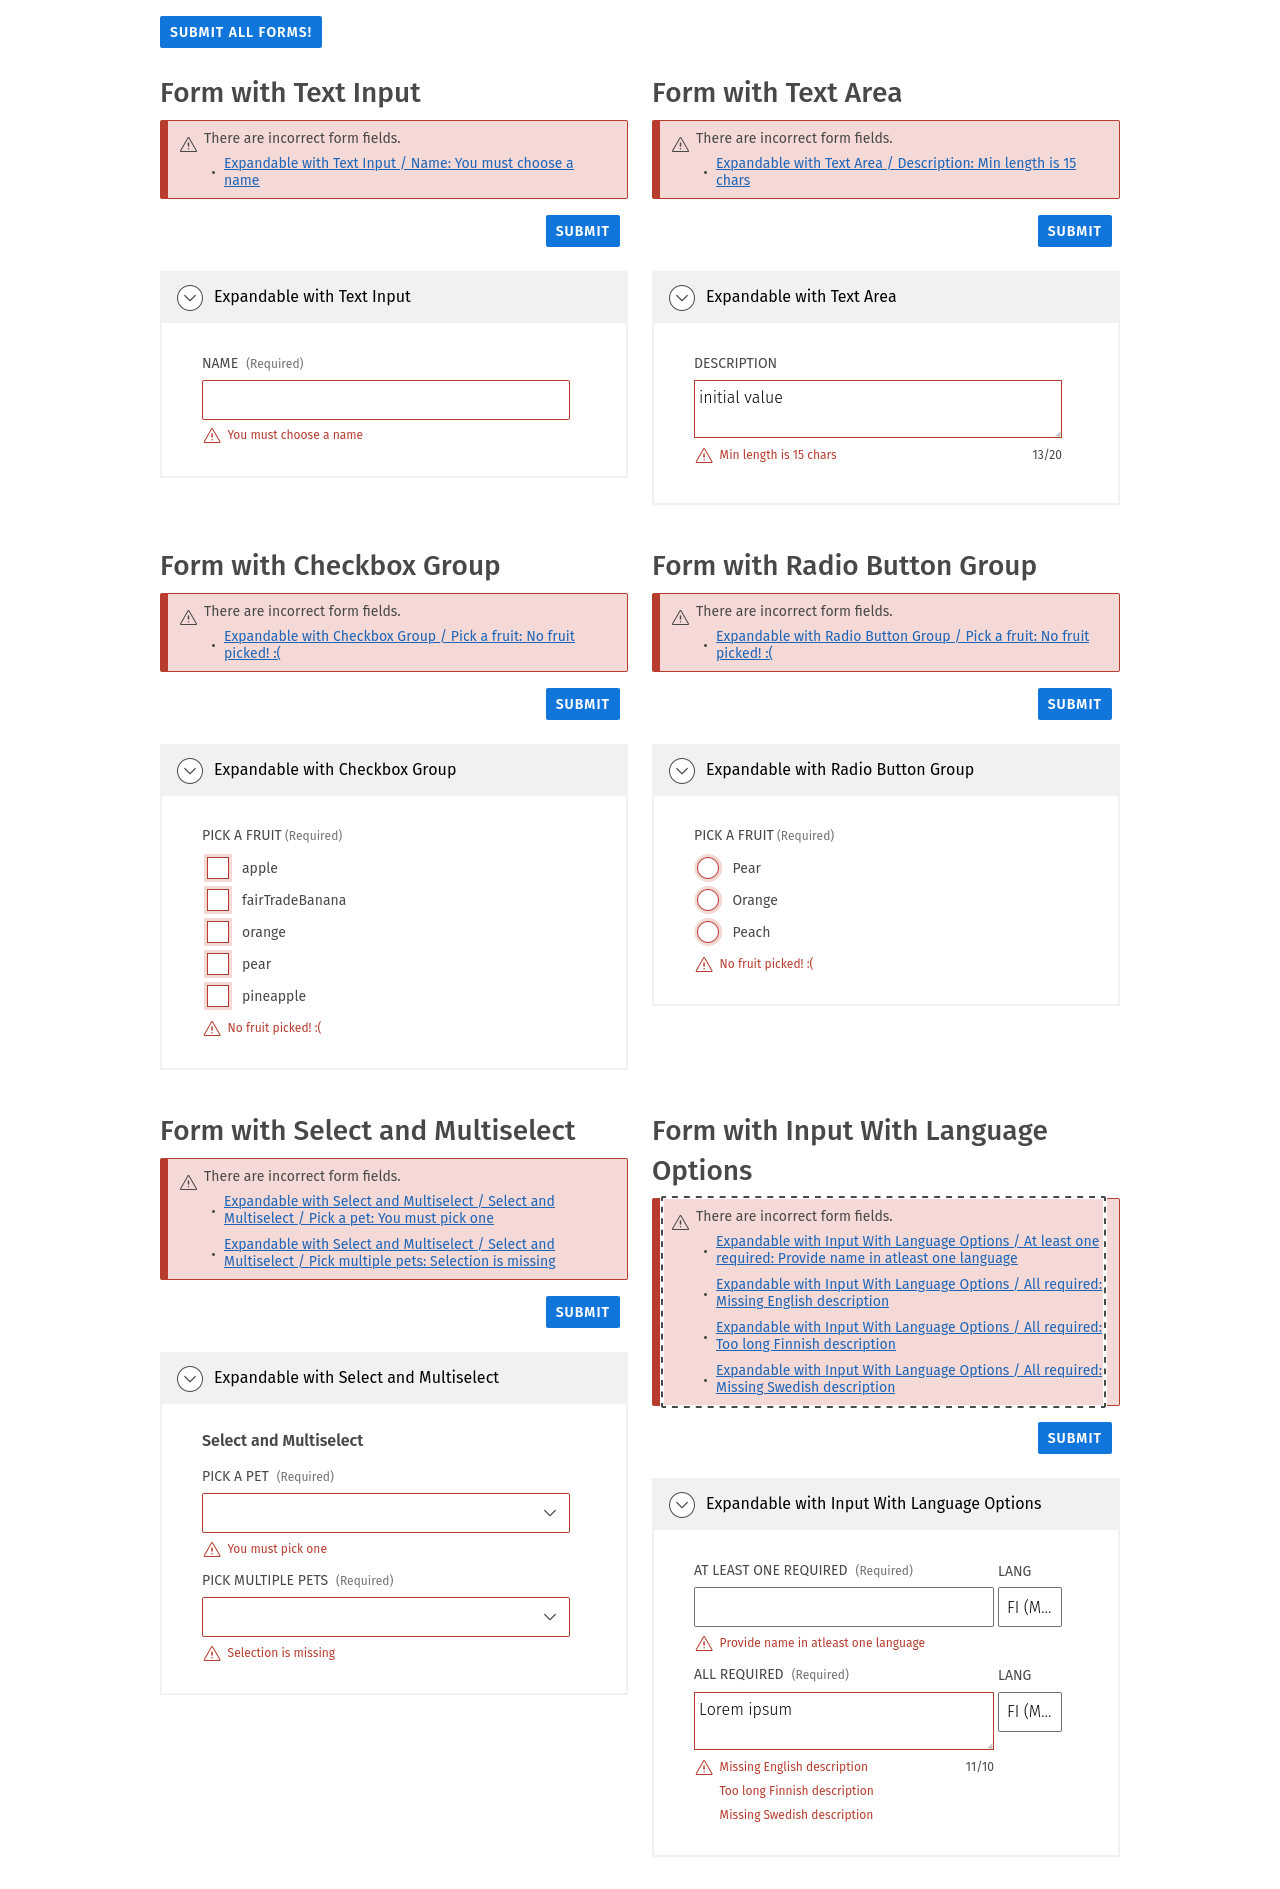 SUBMIT ALL FORMS!
Form with Text Input
There are incorrect form fields.
Expandable with Text Input / Name: You must choose a
name
SUBMIT
Expandable with Text Input
NAME (Required)
You must choose a name
Form with Text Area
There are incorrect form fields.
Expandable with Text Area / Description: Min length is 15
chars
SUBMIT
Expandable with Text Area
DESCRIPTION
initial value
Min length is 15 chars 13/20
Form with Checkbox Group
There are incorrect form fields.
Expandable with Checkbox Group / Pick a fruit: No fruit
picked! :(
SUBMIT
Expandable with Checkbox Group
PICK A FRUIT (Required)
apple
fairTradeBanana
orange
pear
pineapple
No fruit picked! :(
Form with Radio Button Group
There are incorrect form fields.
Expandable with Radio Button Group / Pick a fruit: No fruit
picked! :(
SUBMIT
Expandable with Radio Button Group
PICK A FRUIT (Required)
Pear
Orange
Peach
No fruit picked! :(
Form with Select and Multiselect
There are incorrect form fields.
Expandable with Select and Multiselect / Select and
Multiselect / Pick a pet: You must pick one
Expandable with Select and Multiselect / Select and
Multiselect / Pick multiple pets: Selection is missing
SUBMIT
Expandable with Select and Multiselect
Select and Multiselect
PICK A PET (Required)
You must pick one
PICK MULTIPLE PETS (Required)
Selection is missing
Form with Input With Language
Options
There are incorrect form fields.
Expandable with Input With Language Options / At least one
required: Provide name in atleast one language
Expandable with Input With Language Options / All required:
Missing English description
Expandable with Input With Language Options / All required:
Too long Finnish description
Expandable with Input With Language Options / All required:
Missing Swedish description
SUBMIT
Expandable with Input With Language Options
AT LEAST ONE REQUIRED (Required) LANG
FI (M...
Provide name in atleast one language
ALL REQUIRED (Required) LANG
Lorem ipsum FI (M...
Missing English description 11/10
Too long Finnish description
Missing Swedish description